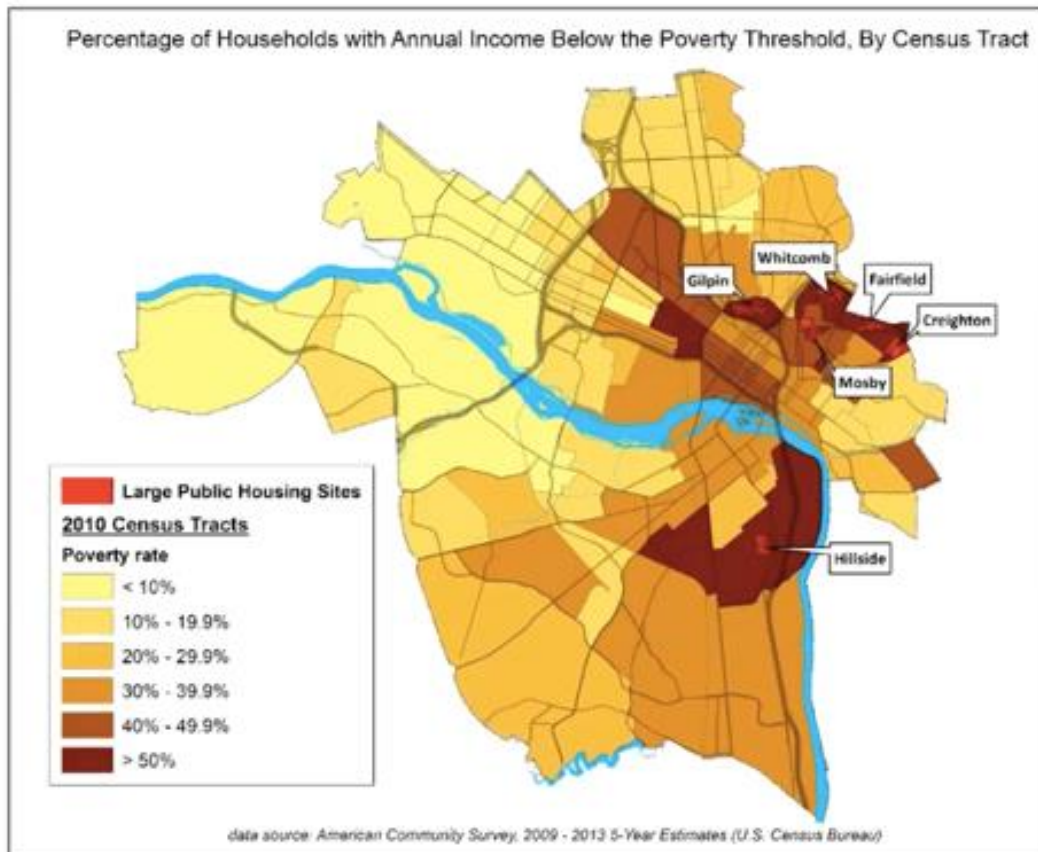 Percentage of Households with Annual Income Below the Poverty Threshold, By Census Tract
Whitcomb
Gilpin
Fairfield
Creighton
Mosby
Large Public Housing Sites
2010 Census Tracts
Poverty rate
< 10%
10% - 19.9%
20% - 29.9%
30% - 39.9%
40% - 49.9%
> 50%
Hillside
data source: American Community Survey, 2009 - 2013 5-Year Estimates (U.S. Census Bureau)